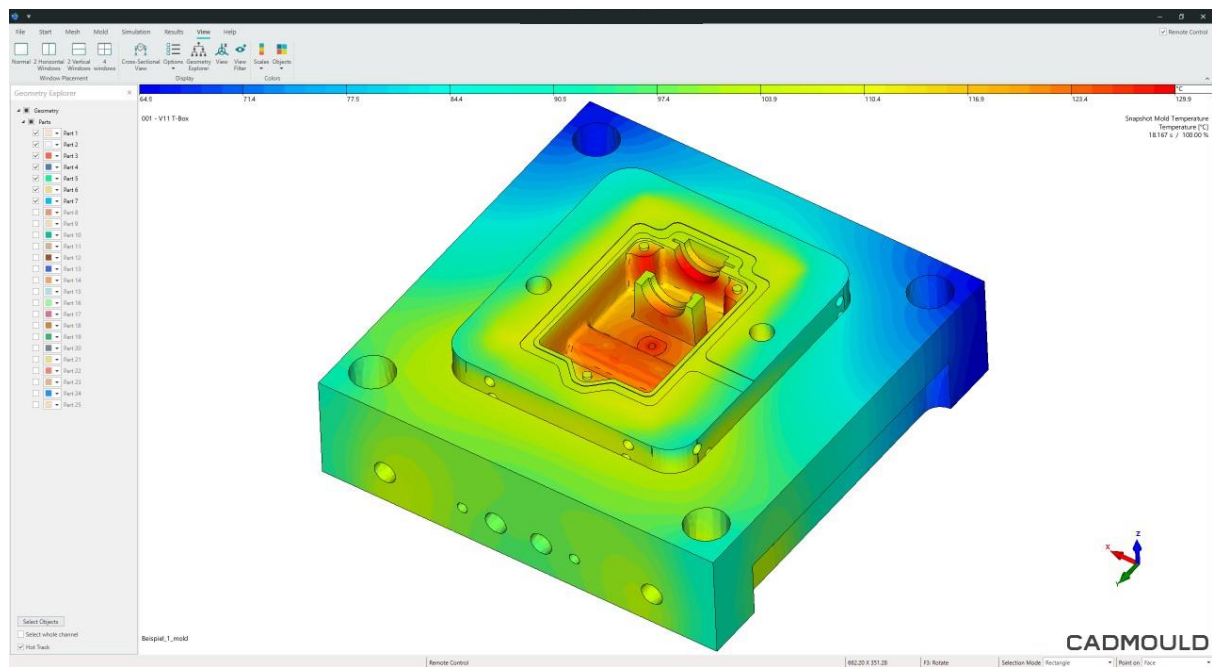 File Start Mesh Mold Simulation Results View Help
Remote Control
Normal 2 Horizontal Windows 2 Vertical Windows 4 windows Cross-Sectional View Options Geometry Explorer View View Filter Scales Objects
Window Placement Display Colors
Geometry Explorer
64.0 71.4 77.9 84.4 90.9 97.4 103.9 110.4 116.9 123.4 129.9
°C
001 - V11 T-Box
Snapshot Mold Temperature
Temperature [°C]
18.167 s / 100.00 %
Geometry
Parts
Part 1
Part 2
Part 3
Part 4
Part 5
Part 6
Part 7
Part 8
Part 9
Part 10
Part 11
Part 12
Part 13
Part 14
Part 15
Part 16
Part 17
Part 18
Part 19
Part 20
Part 21
Part 22
Part 23
Part 24
Part 25
X
Y
Z
Select Objects
Select whole channel
Hot Track
Beispiel_1_mold
CADMOULD
Remote Control 662.20 X 351.28 F3: Rotate Selection Mode Rectangle Point on Face